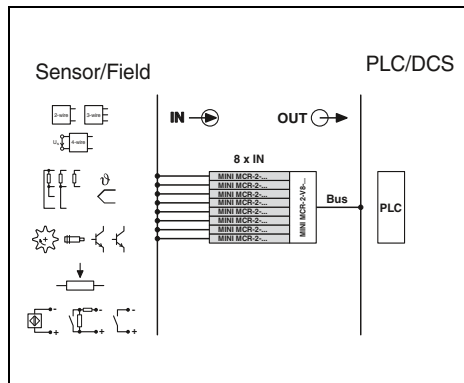 Sensor/Field
PLC/DCS
2-wire
3-wire
4-wire
IN
OUT
8 x IN
MINI MCR-2-...
MINI MCR-2-...
MINI MCR-2-...
MINI MCR-2-...
MINI MCR-2-...
MINI MCR-2-...
MINI MCR-2-...
MINI MCR-2-...
MINI MCR-2-V8-...
Bus
PLC
ϑ
-
+
-
+
-
+